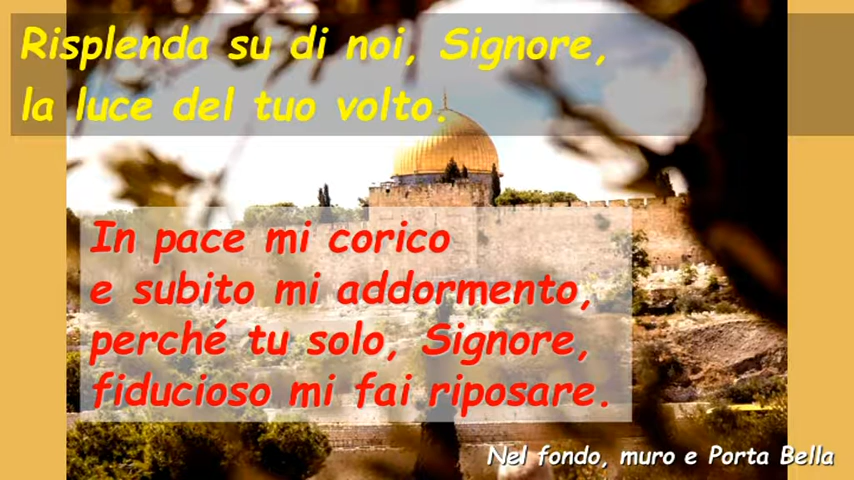 Risplenda su di noi, Signore,
la luce del tuo volto.
In pace mi corico
e subito mi addormento,
perché tu solo, Signore,
fiducioso mi fai riposare.
Nel fondo, muro e Porta Bella